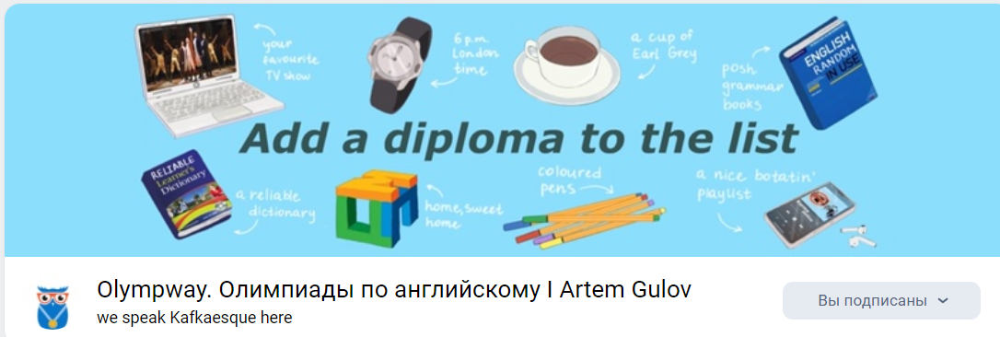 your
favourite
TV show
6 p.m.
London
time
a cup of
Earl Grey
posh
grammar
books
ENGLISH
RANDOM
IN USE
Add a diploma to the list
RELIABLE
Learner's
Dictionary
a reliable
dictionary
home, sweet
home
coloured
pens
a nice botatin'
playlist
Olympway. Олимпиады по английскому I Artem Gulov
we speak Kafkaesque here
Вы подписаны